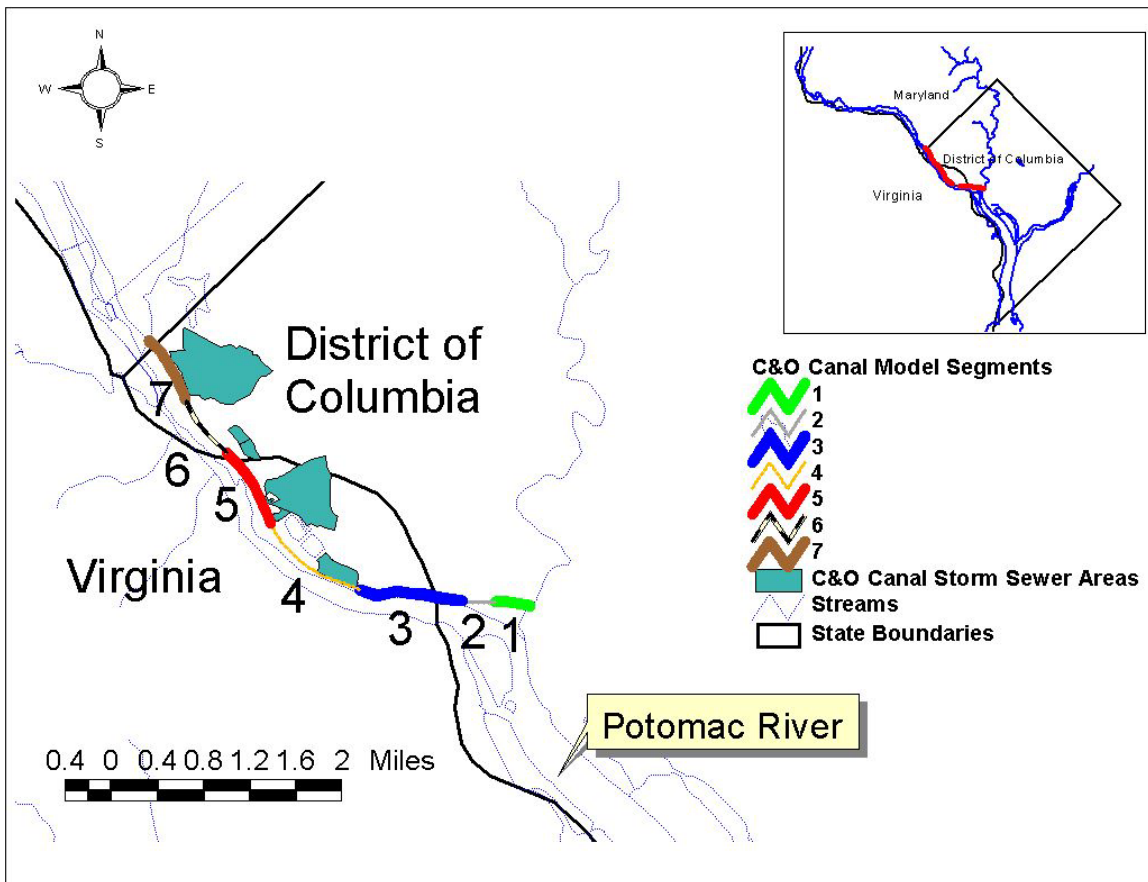 N
W E
S
Maryland
District of Columbia
Virginia
District of
Columbia
7
6
5
Virginia
4
3
2
1
Potomac River
0.4 0 0.4 0.8 1.2 1.6 2 Miles
C&O Canal Model Segments
1
2
3
4
5
6
7
C&O Canal Storm Sewer Areas
Streams
State Boundaries